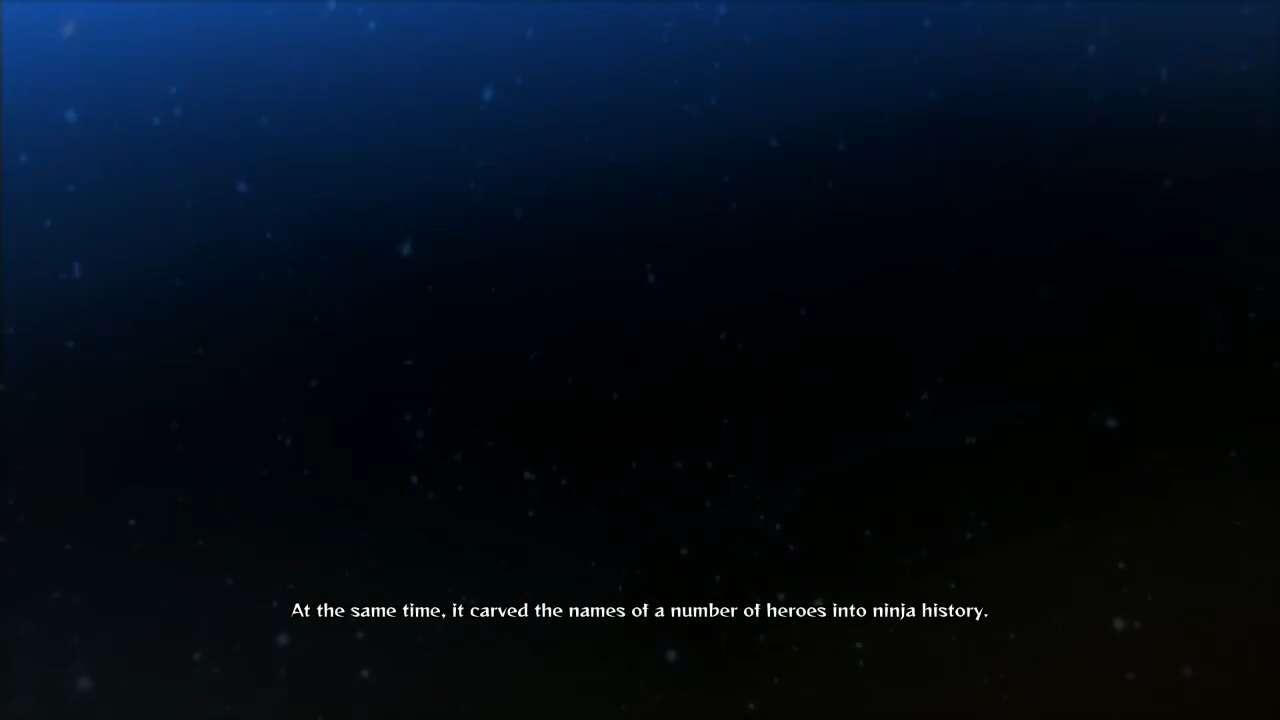 At the same time, it carved the names of a number of heroes into ninja history.